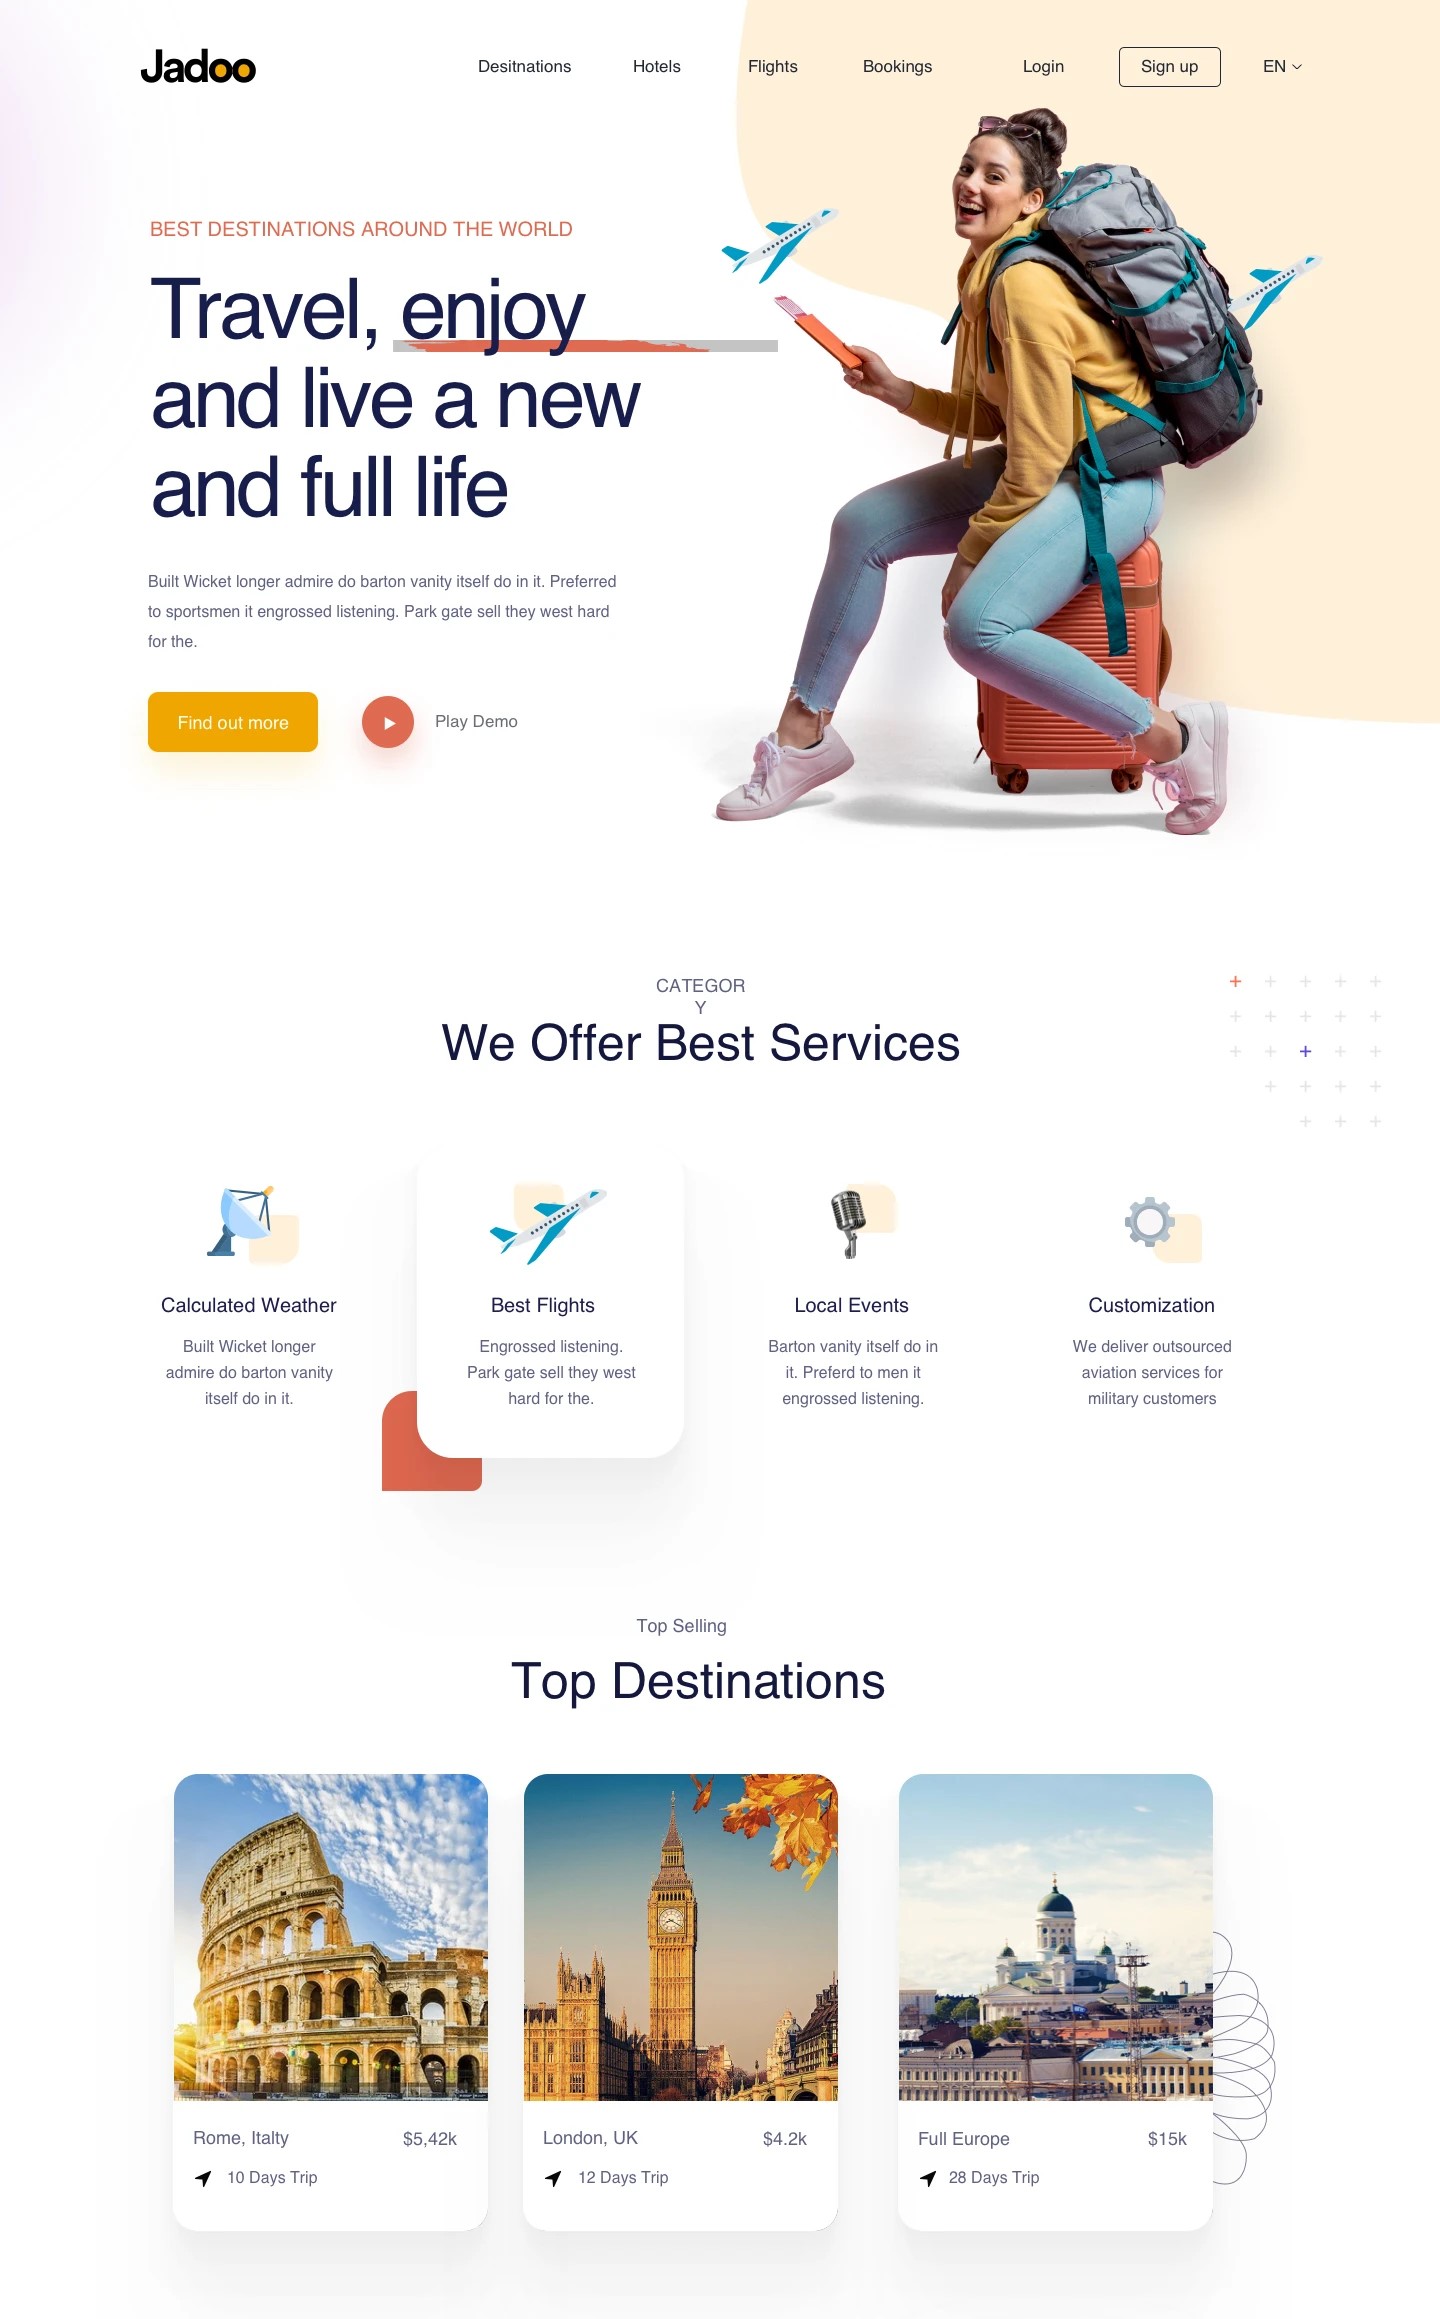 Jadoo
Desitnations
Hotels
Flights
Bookings
Login
Sign up
EN
BEST DESTINATIONS AROUND THE WORLD
Travel, enjoy
and live a new
and full life
Built Wicket longer admire do barton vanity itself do in it. Preferred
to sportsmen it engrossed listening. Park gate sell they west hard
for the.
Find out more
Play Demo
CATEGOR
Y
We Offer Best Services
Calculated Weather
Built Wicket longer
admire do barton vanity
itself do in it.
Best Flights
Engrossed listening.
Park gate sell they west
hard for the.
Local Events
Barton vanity itself do in
it. Preferd to men it
engrossed listening.
Customization
We deliver outsourced
aviation services for
military customers
Top Selling
Top Destinations
Rome, Italty
$5,42k
10 Days Trip
London, UK
$4.2k
12 Days Trip
Full Europe
$15k
28 Days Trip